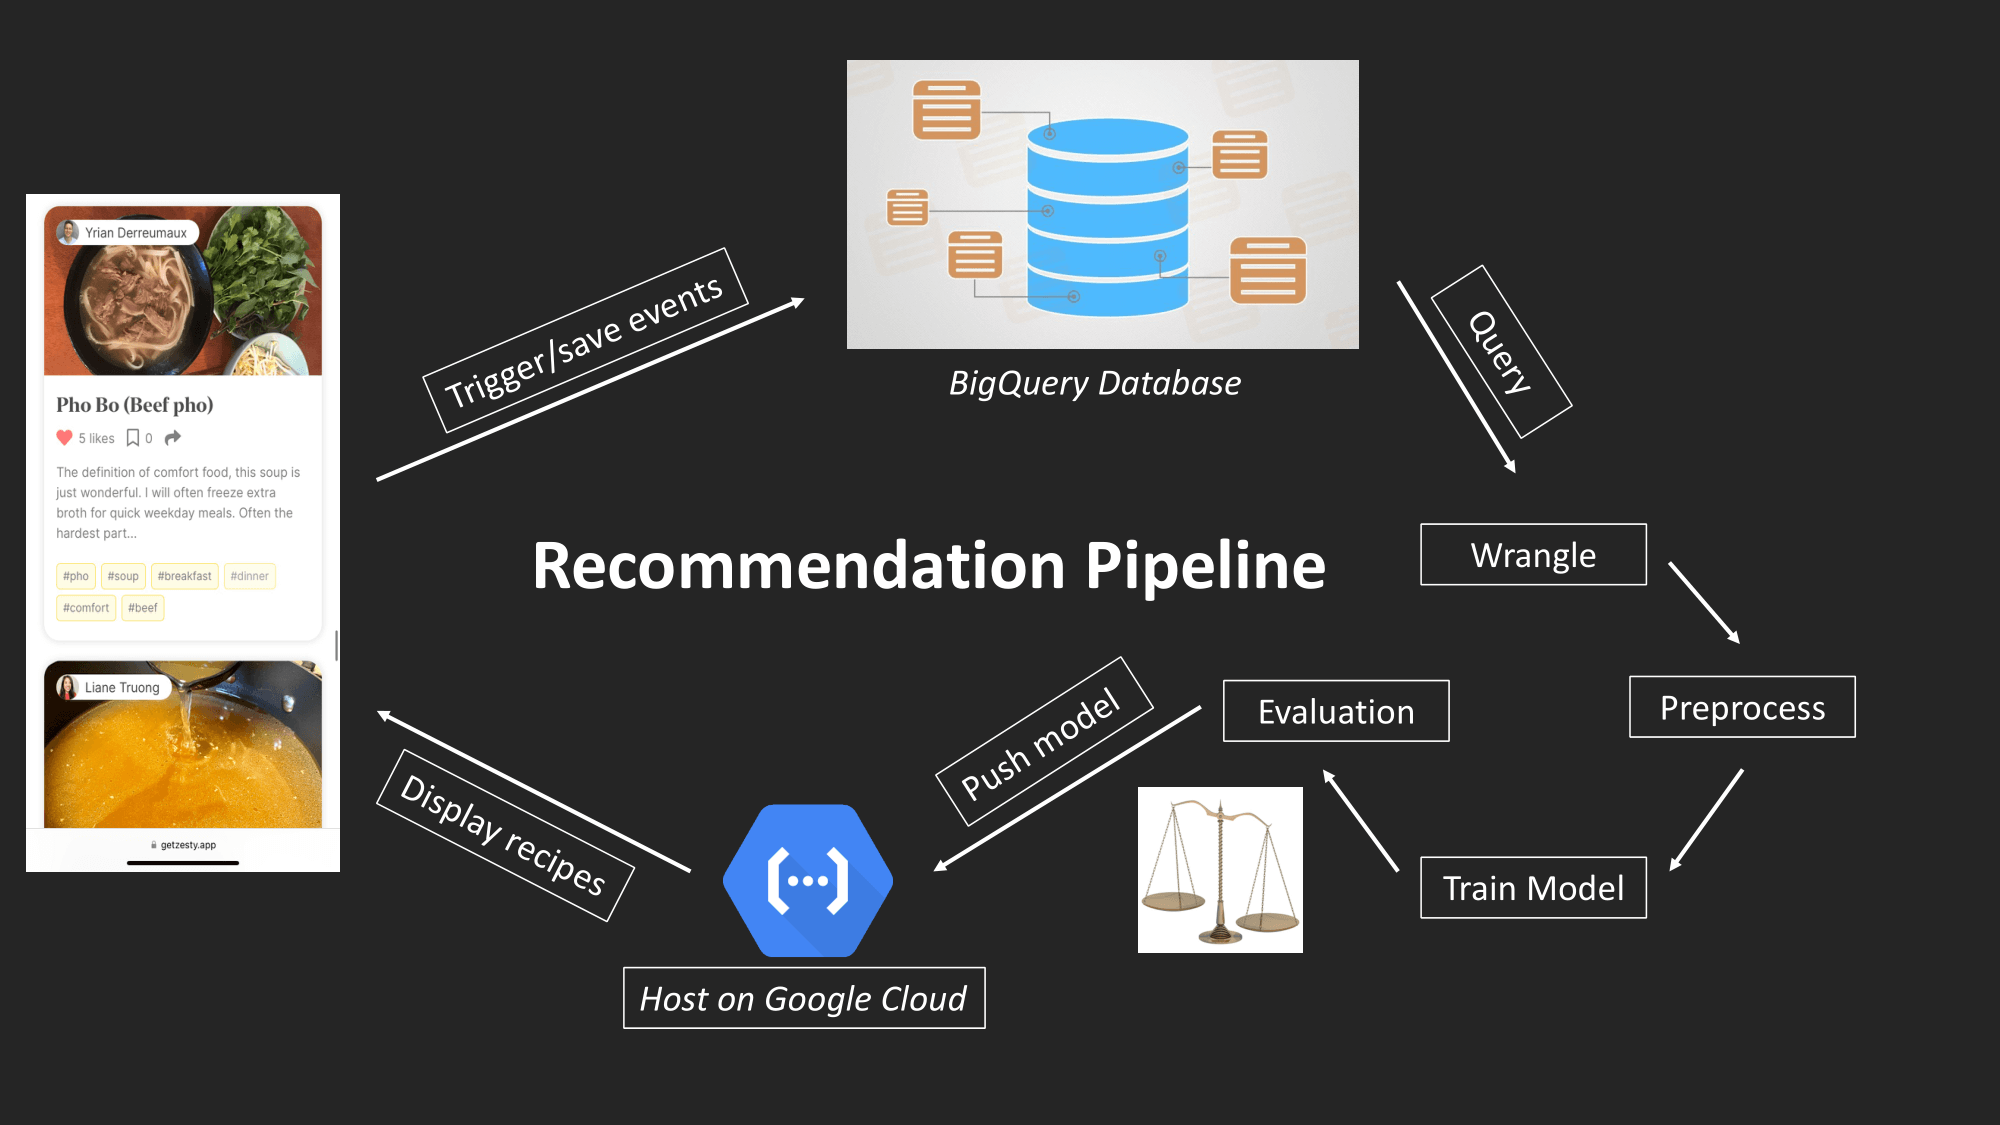 Yrian Derreumaux
Pho Bo (Beef pho)
5 likes 0
The definition of comfort food, this soup is
just wonderful. I will often freeze extra
broth for quick weekday meals. Often the
hardest part...
#pho #soup #breakfast #dinner
#comfort #beef
Liane Truong
getzesty.app
Trigger/save events
BigQuery Database
Query
Recommendation Pipeline
Wrangle
Preprocess
Train Model
Evaluation
Push model
Host on Google Cloud
Display recipes